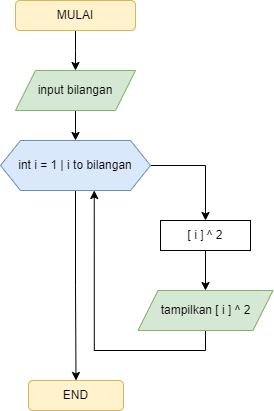 MULAI
input bilangan
int i = 1 | i to bilangan
[ i ] ^ 2
tampilkan [ i ] ^ 2
END